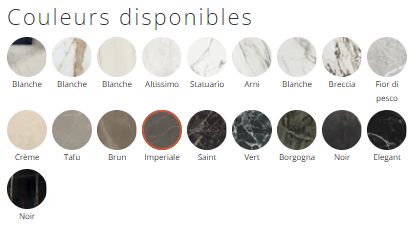 Couleurs disponibles
Blanche Blanche Blanche Altissimo Statuario Arni Blanche Breccia Fior di
pesco
Crème Tafu Brun Imperiale Saint Vert Borgogna Noir Elegant
Noir